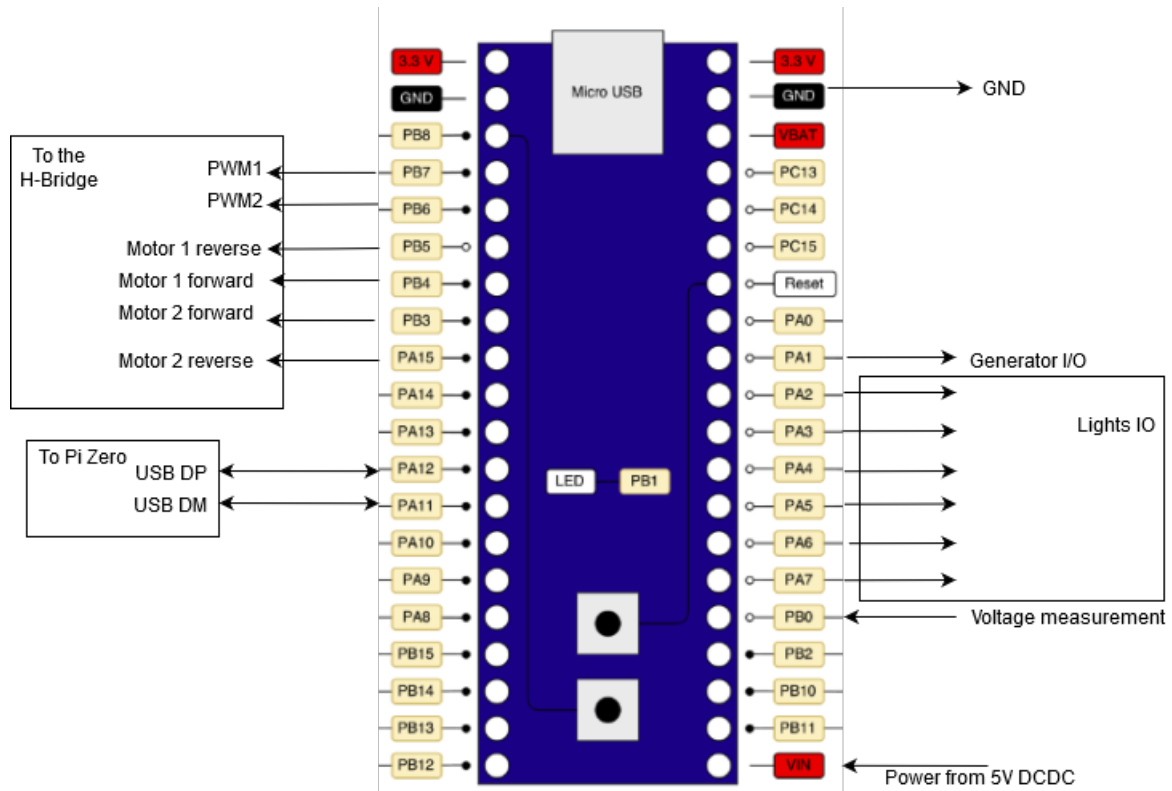 3.3 V
GND
PB8
PB7
PB6
PB5
PB4
PB3
PA15
PA14
PA13
PA12
PA11
PA10
PA9
PA8
PB15
PB14
PB13
PB12
To the
H-Bridge
PWM1
PWM2
Motor 1 reverse
Motor 1 forward
Motor 2 forward
Motor 2 reverse
To Pi Zero
USB DP
USB DM
Micro USB
LED
PB1
3.3 V
GND
VBAT
PC13
PC14
PC15
Reset
PA0
PA1
PA2
PA3
PA4
PA5
PA6
PA7
PB0
PB2
PB10
PB11
VIN
GND
Generator I/O
Lights IO
Voltage measurement
Power from 5V DCDC